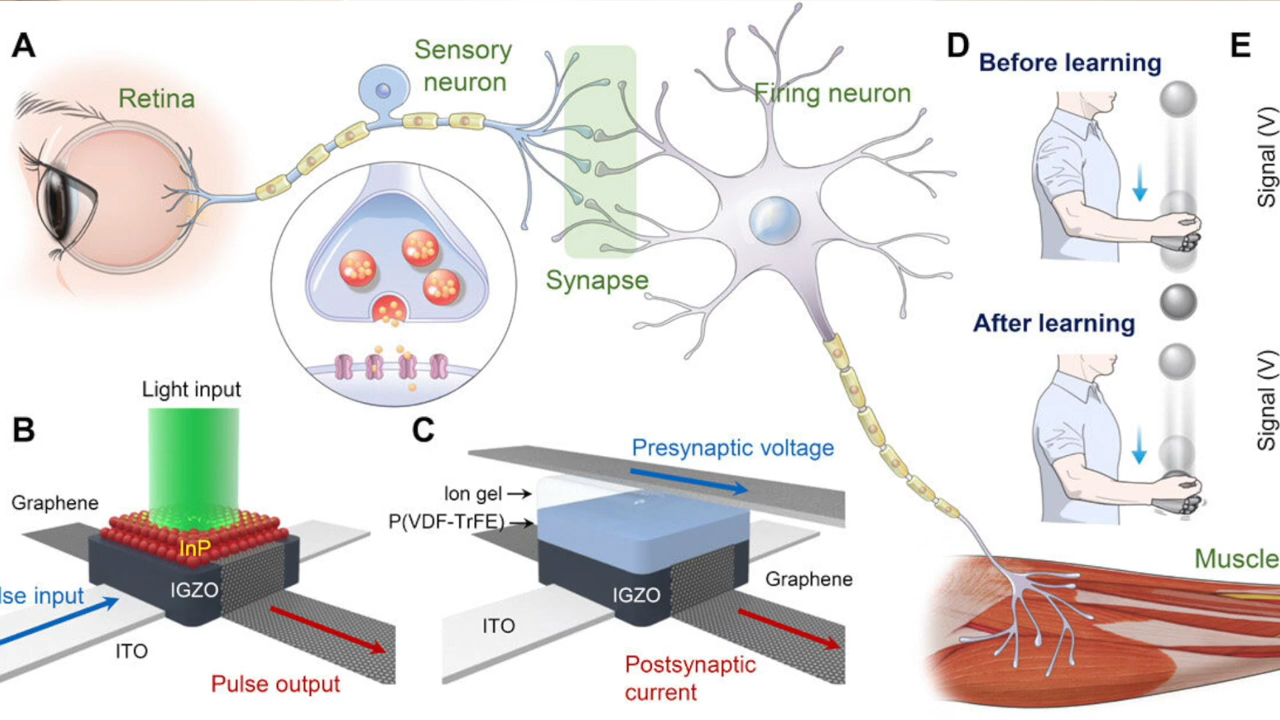 A
Retina
Sensory
neuron
Firing neuron
Synapse
D
Before learning
After learning
E
Signal (V)
Signal (V)
B
Light input
Graphene
InP
IGZO
lse input
ITO
Pulse output
C
Presynaptic voltage
Ion gel
P(VDF-TrFE)
IGZO
Graphene
ITO
Postsynaptic
current
Muscle